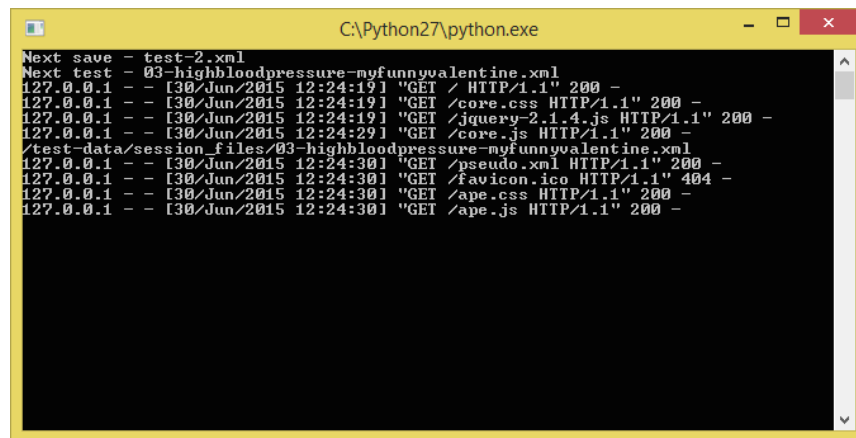 C:\Python27\python.exe
Next save - test-2.xml
Next test - 03-highbloodpressure-myfunnyvalentine.xml
127.0.0.1 - - [30/Jun/2015 12:24:19] "GET / HTTP/1.1" 200 -
127.0.0.1 - - [30/Jun/2015 12:24:19] "GET /core.css HTTP/1.1" 200 -
127.0.0.1 - - [30/Jun/2015 12:24:19] "GET /jquery-2.1.4.js HTTP/1.1" 200 -
127.0.0.1 - - [30/Jun/2015 12:24:29] "GET /core.js HTTP/1.1" 200 -
/test-data/session_files/03-highbloodpressure-myfunnyvalentine.xml
127.0.0.1 - - [30/Jun/2015 12:24:30] "GET /pseudo.xml HTTP/1.1" 200 -
127.0.0.1 - - [30/Jun/2015 12:24:30] "GET /favicon.ico HTTP/1.1" 404 -
127.0.0.1 - - [30/Jun/2015 12:24:30] "GET /ape.css HTTP/1.1" 200 -
127.0.0.1 - - [30/Jun/2015 12:24:30] "GET /ape.js HTTP/1.1" 200 -